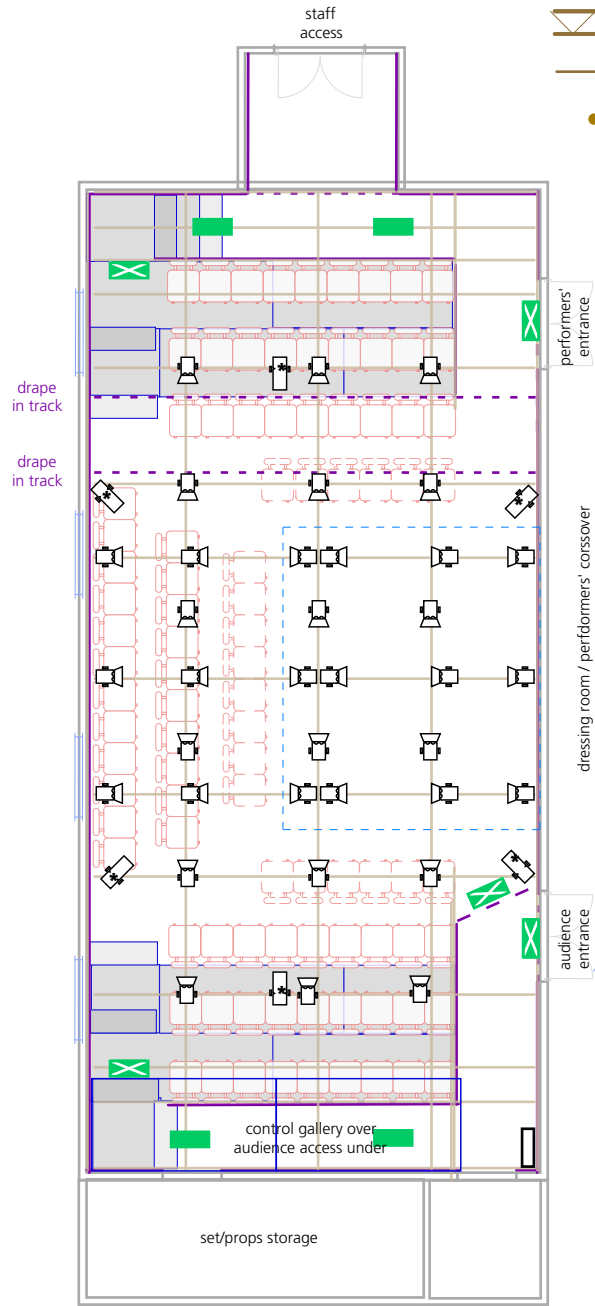 staff
access
performers'
entrance
drape
in track
drape
in track
dressing room / perfdormers' corssover
audience
entrance
control gallery over
audience access under
set/props storage